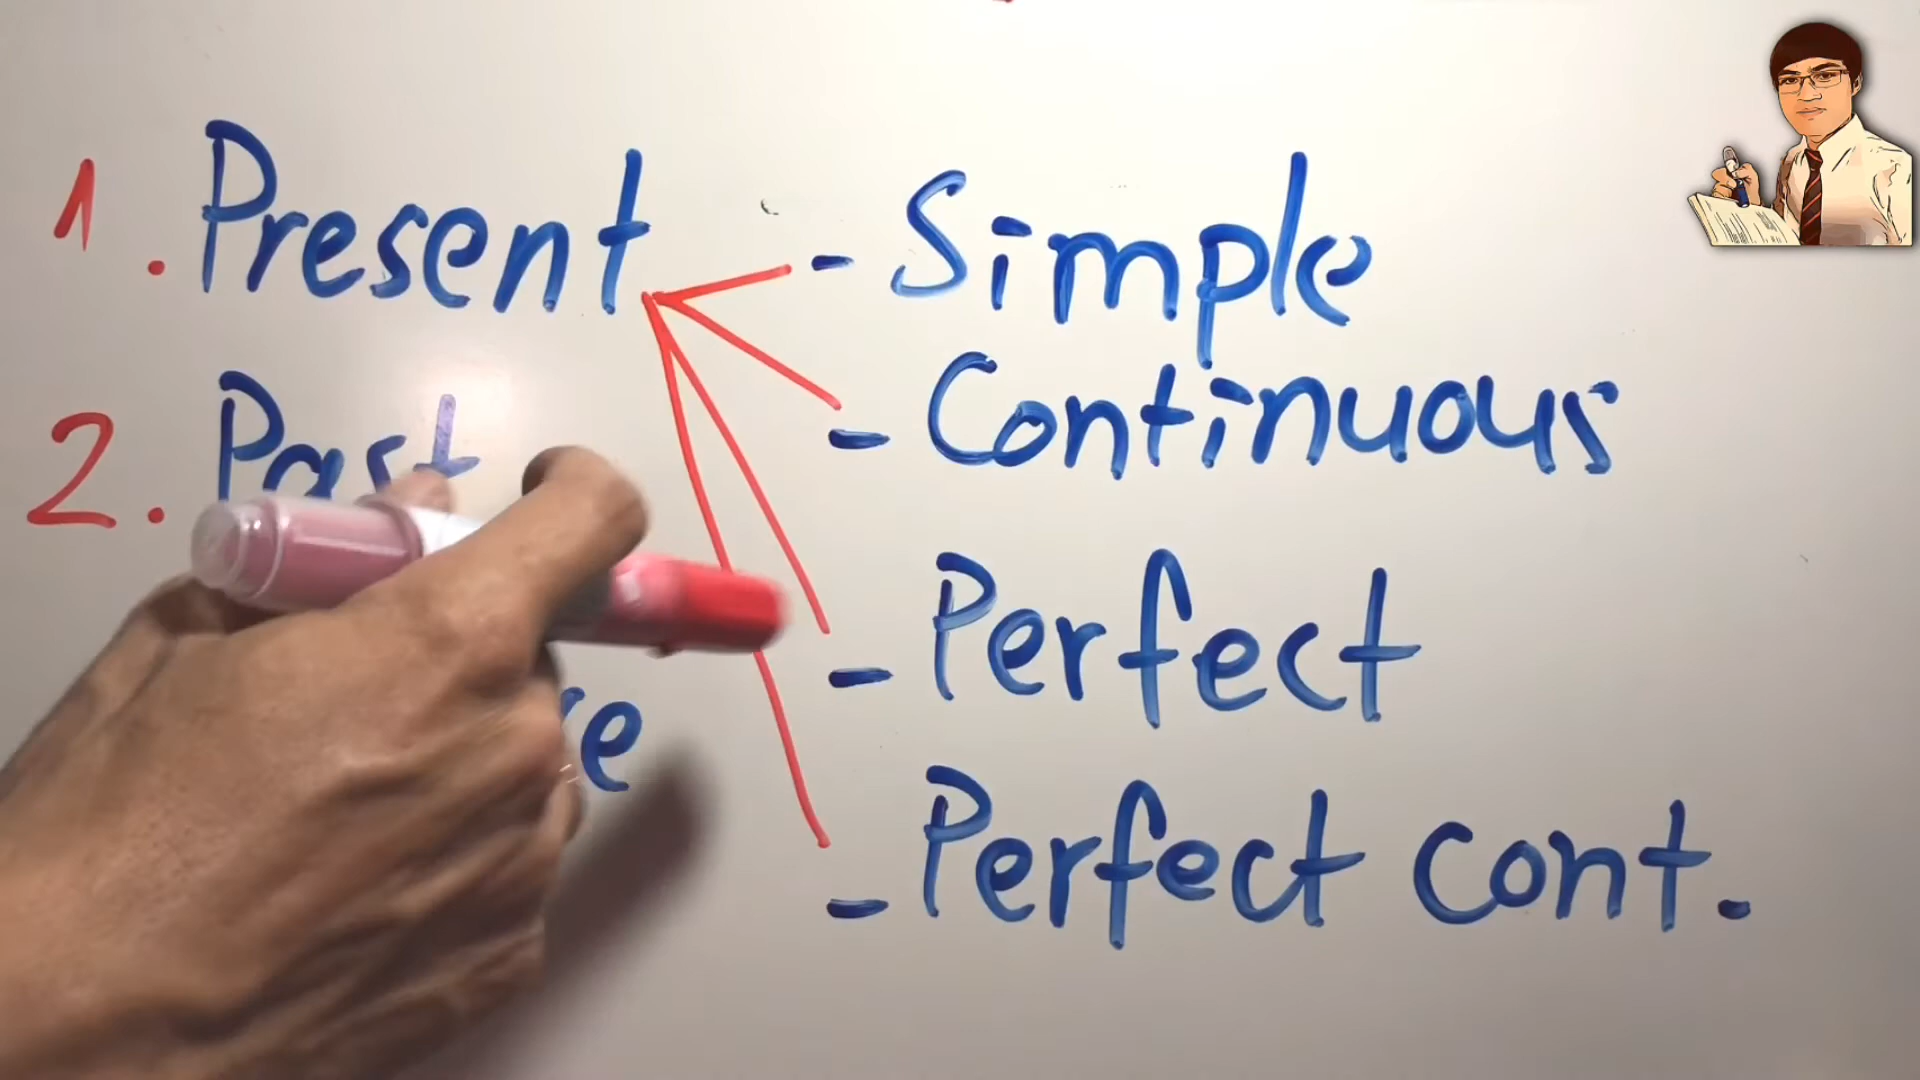 1. Present
- Simple
- Continuous
2. Past
- Perfect
- Perfect cont.